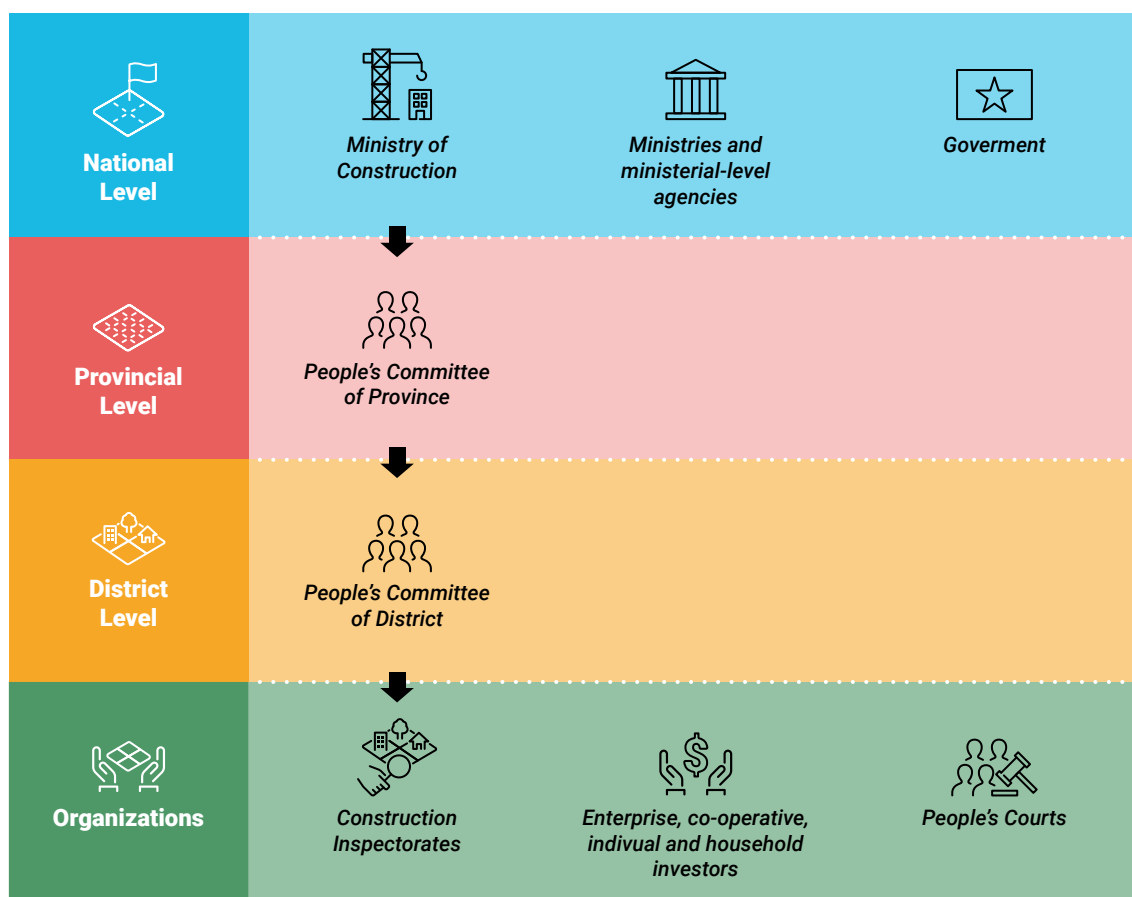 National
Level
Ministry of
Construction
Ministries and
ministerial-level
agencies
Goverment
Provincial
Level
People's Committee
of Province
District
Level
People's Committee
of District
Organizations
Construction
Inspectorates
Enterprise, co-operative,
indivual and household
investors
People's Courts